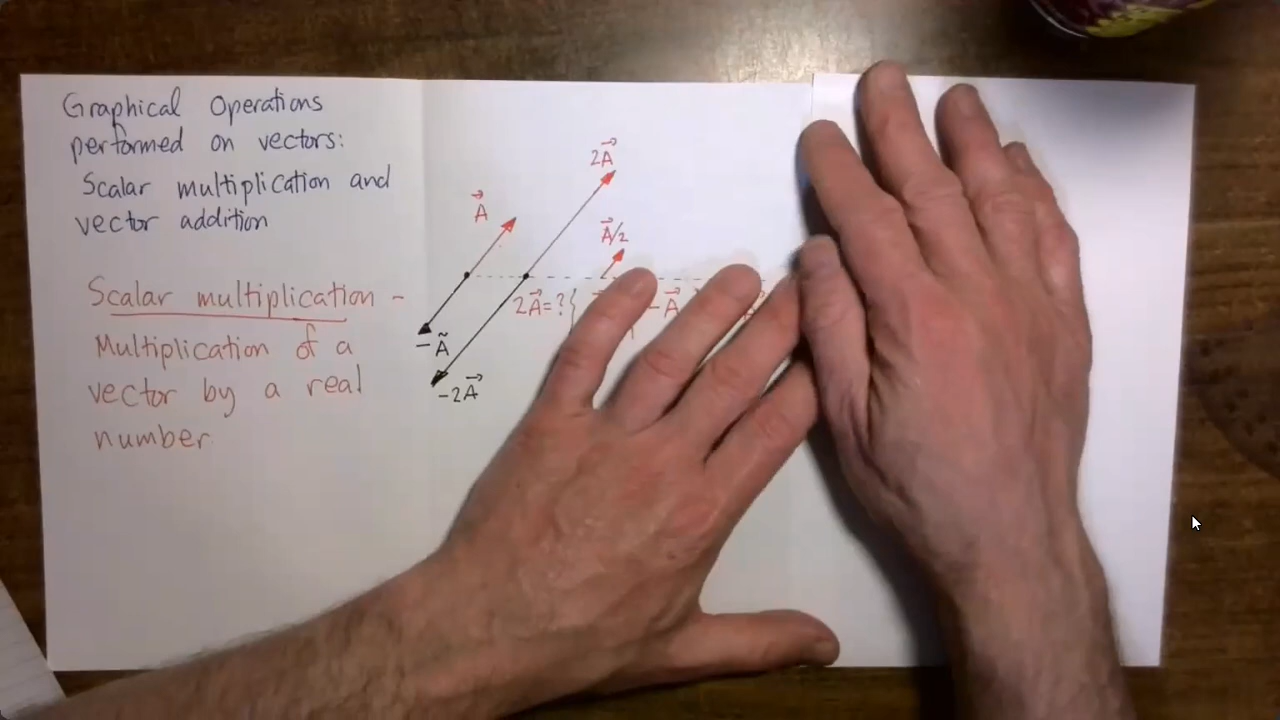 Graphical Operations
performed on vectors:
Scalar multiplication and
vector addition
Scalar multiplication -
Multiplication of a
vector by a real
number
A⃗
2A⃗
A⃗/2
2A⃗=?{
-A⃗
-Ã
-2A⃗